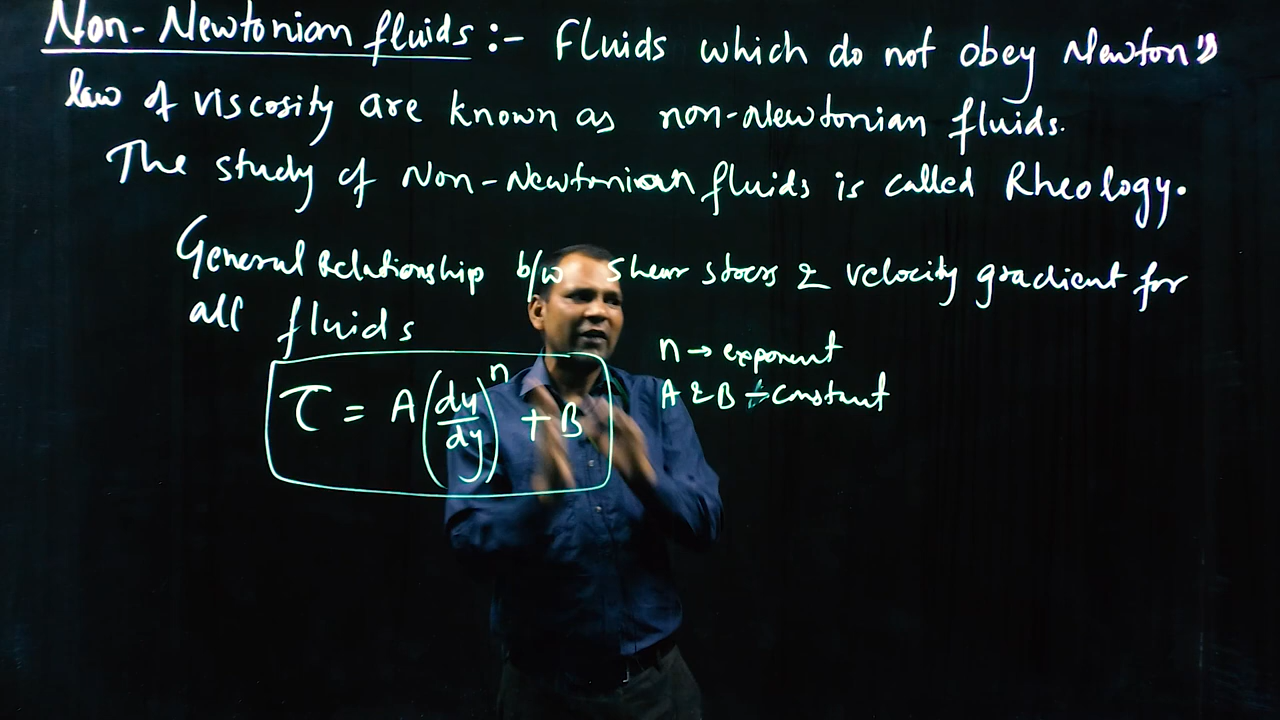 Non-Newtonian fluids :- Fluids which do not obey Newton's
law of viscosity are known as non-Newtonian fluids.
The study of Non-Newtonian fluids is called Rheology.
General Relationship b/w shear stress & velocity gradient for
all fluids
τ = A(du/dy)^n + B
n → exponent
A & B → constant